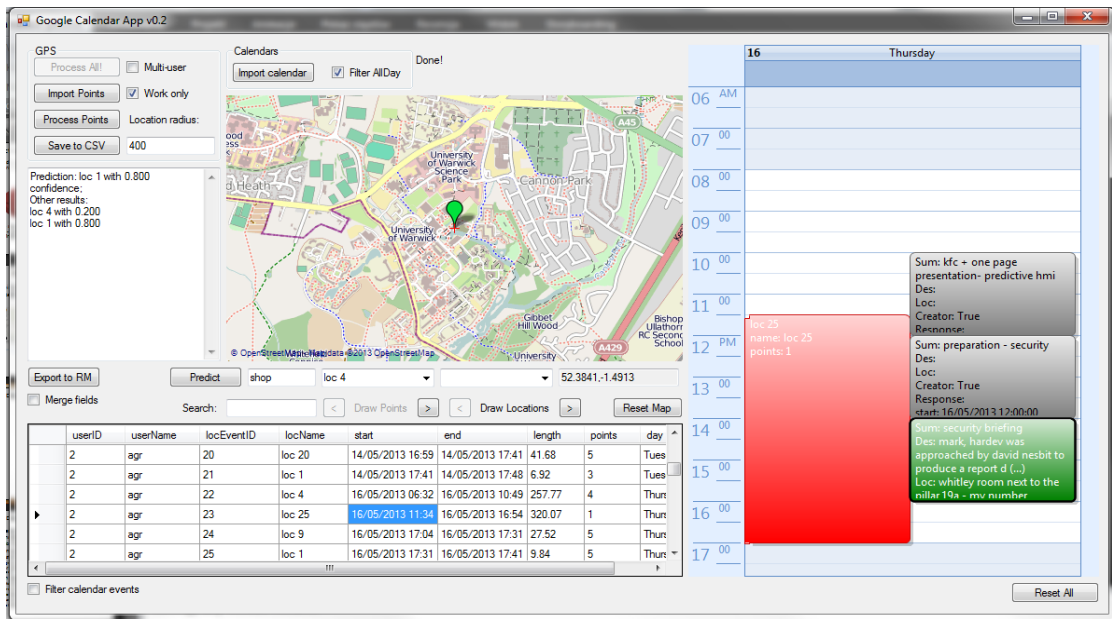 Google Calendar App v0.2
GPS
Process All!
Multi-user
Import Points
Work only
Process Points
Location radius:
Save to CSV
400
Calendars
Import calendar
Filter AllDay
Done!
Prediction: loc 1 with 0.800
confidence;
Other results:
loc 4 with 0.200
loc 1 with 0.800
A45
University
of Warwick
Science
Park
Cannon Park
Heath
University
of Warwick
Gibbet
Hill Wood
Bishop
Ullathorn
RC Second
School
A429
University
© OpenStreetMap - Map data ©2013 OpenStreetMap
Export to RM
Predict
shop
loc 4
52.3841,-1.4913
Merge fields
Search:
<
Draw Points
>
<
Draw Locations
>
Reset Map
userID userName locEventID locName start end length points day
2 agr 20 loc 20 14/05/2013 16:59 14/05/2013 17:41 41.68 5 Tues
2 agr 21 loc 1 14/05/2013 17:41 14/05/2013 17:48 6.92 3 Tues
2 agr 22 loc 4 16/05/2013 06:32 16/05/2013 10:49 257.77 4 Thurs
2 agr 23 loc 25 16/05/2013 11:34 16/05/2013 16:54 320.07 1 Thurs
2 agr 24 loc 9 16/05/2013 17:04 16/05/2013 17:31 27.52 5 Thurs
2 agr 25 loc 1 16/05/2013 17:31 16/05/2013 17:41 9.84 5 Thurs
Filter calendar events
16 Thursday
06 AM
07 00
08 00
09 00
10 00
11 00
12 PM
13 00
14 00
15 00
16 00
17 00
loc 25
name: loc 25
points: 1
Sum: kfc + one page
presentation- predictive hmi
Des:
Loc:
Creator: True
Response:
Sum: preparation - security
Des:
Loc:
Creator: True
Response:
start: 16/05/2013 12:00:00
Sum: security briefing
Des: mark, hardev was
approached by david nesbit to
produce a report d (...)
Loc: whitley room next to the
pillar 19a - my number
Reset All